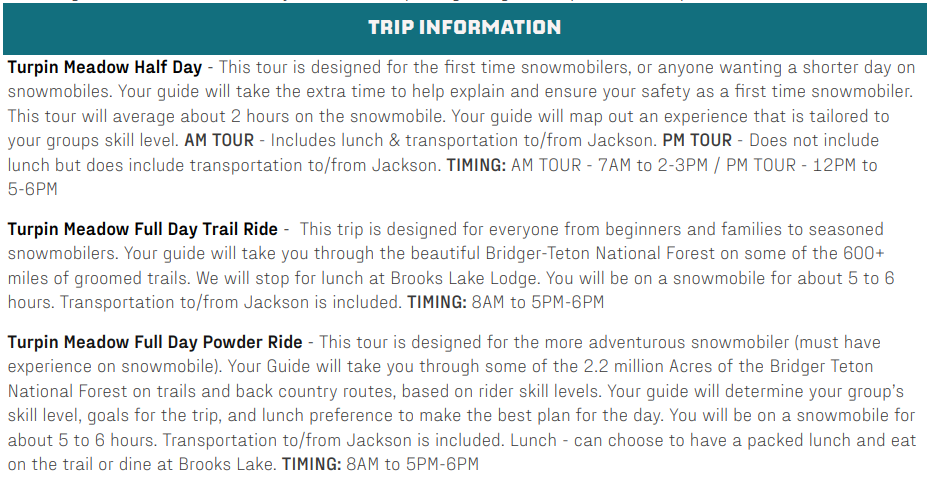 TRIP INFORMATION
Turpin Meadow Half Day - This tour is designed for the first time snowmobilers, or anyone wanting a shorter day on
snowmobiles. Your guide will take the extra time to help explain and ensure your safety as a first time snowmobiler.
This tour will average about 2 hours on the snowmobile. Your guide will map out an experience that is tailored to
your groups skill level. AM TOUR - Includes lunch & transportation to/from Jackson. PM TOUR - Does not include
lunch but does include transportation to/from Jackson. TIMING: AM TOUR - 7AM to 2-3PM / PM TOUR - 12PM to
5-6PM
Turpin Meadow Full Day Trail Ride - This trip is designed for everyone from beginners and families to seasoned
snowmobilers. Your guide will take you through the beautiful Bridger-Teton National Forest on some of the 600+
miles of groomed trails. We will stop for lunch at Brooks Lake Lodge. You will be on a snowmobile for about 5 to 6
hours. Transportation to/from Jackson is included. TIMING: 8AM to 5PM-6PM
Turpin Meadow Full Day Powder Ride - This tour is designed for the more adventurous snowmobiler (must have
experience on snowmobile). Your Guide will take you through some of the 2.2 million Acres of the Bridger Teton
National Forest on trails and back country routes, based on rider skill levels. Your guide will determine your group's
skill level, goals for the trip, and lunch preference to make the best plan for the day. You will be on a snowmobile for
about 5 to 6 hours. Transportation to/from Jackson is included. Lunch - can choose to have a packed lunch and eat
on the trail or dine at Brooks Lake. TIMING: 8AM to 5PM-6PM